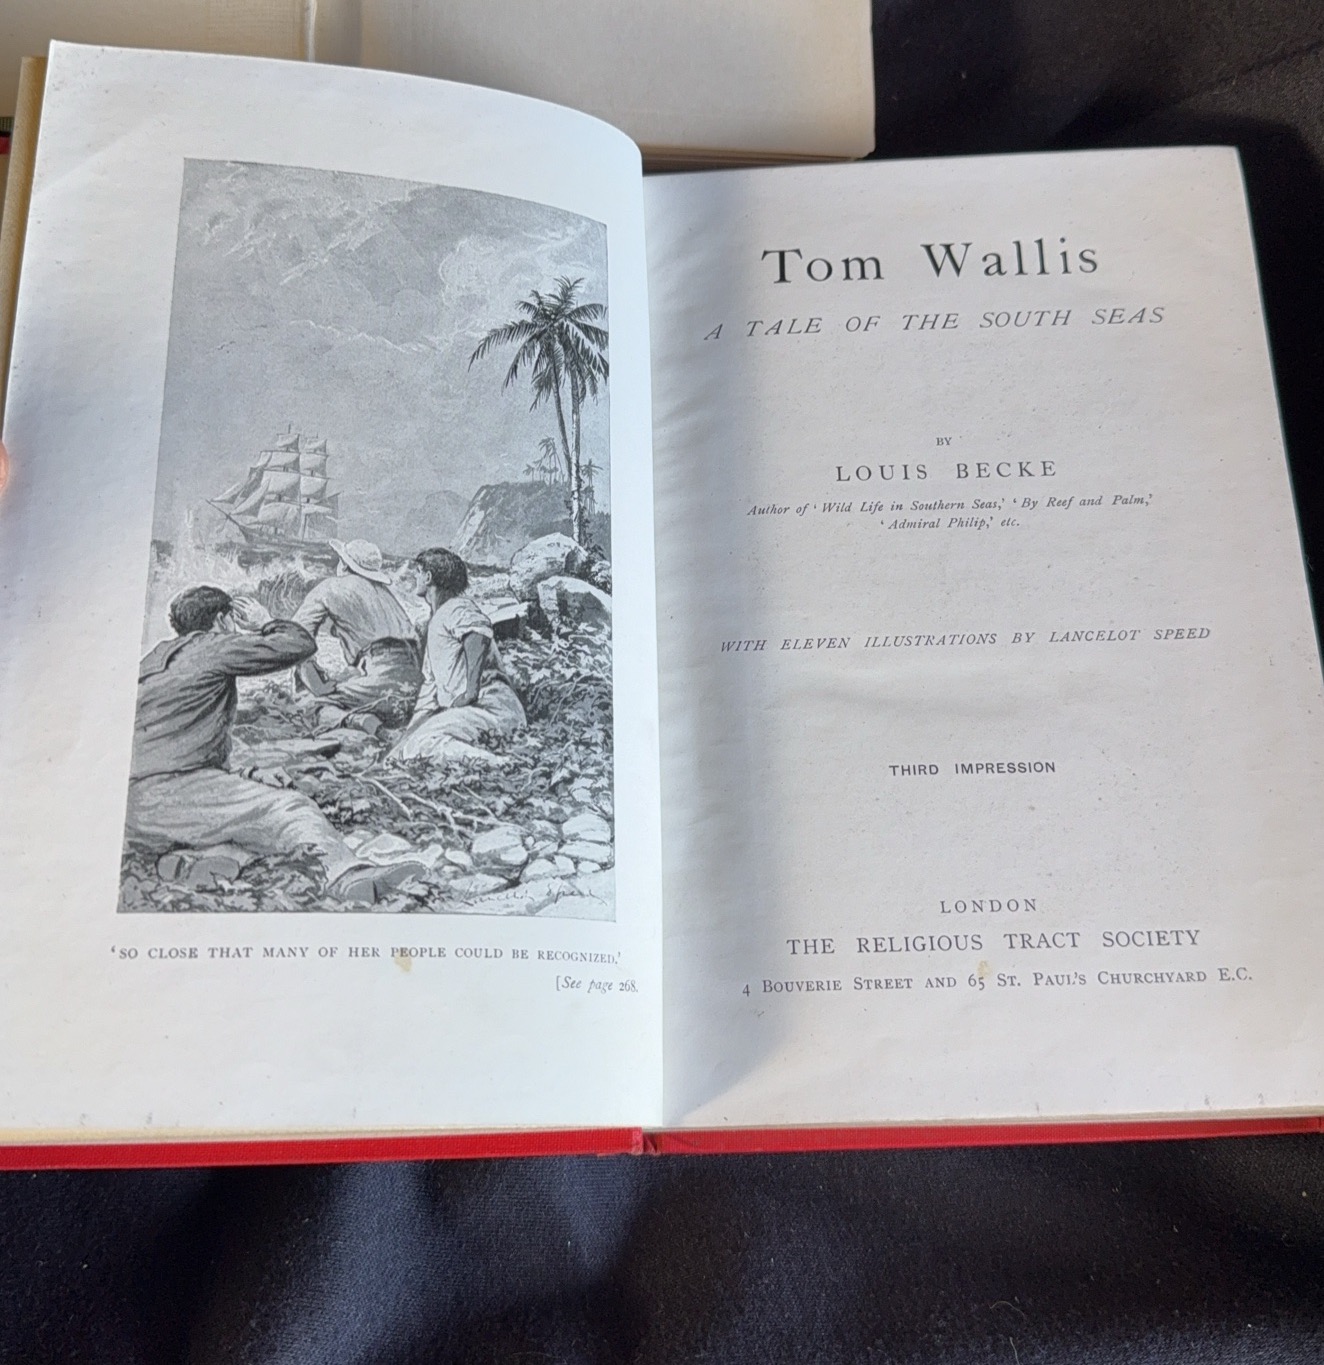 'SO CLOSE THAT MANY OF HER PEOPLE COULD BE RECOGNIZED.'
[See page 268.
Tom Wallis
A TALE OF THE SOUTH SEAS
BY
LOUIS BECKE
Author of 'Wild Life in Southern Seas,' 'By Reef and Palm,'
'Admiral Philip,' etc.
WITH ELEVEN ILLUSTRATIONS BY LANCELOT SPEED
THIRD IMPRESSION
LONDON
THE RELIGIOUS TRACT SOCIETY
4 BOUVERIE STREET AND 65 ST. PAUL'S CHURCHYARD E.C.